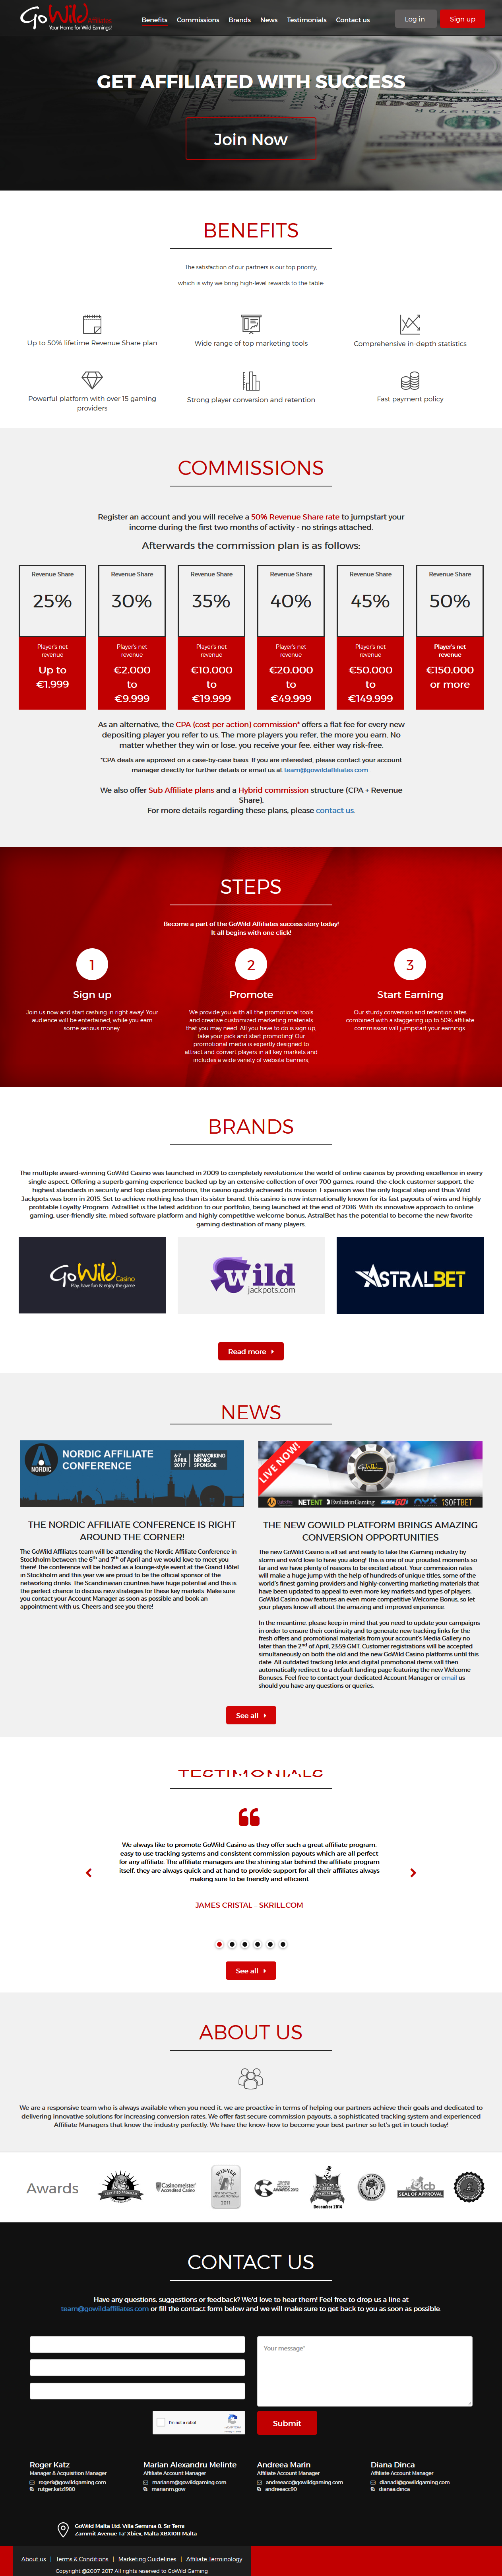 GoWild Affiliates
Your Home for Wild Earnings!
Benefits
Commissions
Brands
News
Testimonials
Contact us
Log in
Sign up
GET AFFILIATED WITH SUCCESS
Join Now
BENEFITS
The satisfaction of our partners is our top priority,
which is why we bring high-level rewards to the table:
Up to 50% lifetime Revenue Share plan
Wide range of top marketing tools
Comprehensive in-depth statistics
Powerful platform with over 15 gaming
providers
Strong player conversion and retention
Fast payment policy
COMMISSIONS
Register an account and you will receive a 50% Revenue Share rate to jumpstart your
income during the first two months of activity - no strings attached.
Afterwards the commission plan is as follows:
Revenue Share
25%
Player's net
revenue
Up to
€1.999
Revenue Share
30%
Player's net
revenue
€2.000
to
€9.999
Revenue Share
35%
Player's net
revenue
€10.000
to
€19.999
Revenue Share
40%
Player's net
revenue
€20.000
to
€49.999
Revenue Share
45%
Player's net
revenue
€50.000
to
€149.999
Revenue Share
50%
Player's net
revenue
€150.000
or more
As an alternative, the CPA (cost per action) commission* offers a flat fee for every new
depositing player you refer to us. The more players you refer, the more you earn. No
matter whether they win or lose, you receive your fee, either way risk-free.
*CPA deals are approved on a case-by-case basis. If you are interested, please contact your account
manager directly for further details or email us at team@gowildaffiliates.com .
We also offer Sub Affiliate plans and a Hybrid commission structure (CPA + Revenue
Share).
For more details regarding these plans, please contact us.
STEPS
Become a part of the GoWild Affiliates success story today!
It all begins with one click!
1
Sign up
Join us now and start cashing in right away! Your
audience will be entertained, while you earn
some serious money.
2
Promote
We provide you with all the promotional tools
and creative customized marketing materials
that you may need. All you have to do is sign up,
take your pick and start promoting! Our
promotional media is expertly designed to
attract and convert players in all key markets and
includes a wide variety of website banners,
3
Start Earning
Our sturdy conversion and retention rates
combined with a staggering up to 50% affiliate
commission will jumpstart your earnings.
BRANDS
The multiple award-winning GoWild Casino was launched in 2009 to completely revolutionize the world of online casinos by providing excellence in every
single aspect. Offering a superb gaming experience backed up by an extensive collection of over 700 games, round-the-clock customer support, the
highest standards in security and top class promotions, the casino quickly achieved its mission. Expansion was the only logical step and thus Wild
Jackpots was born in 2015. Set to achieve nothing less than its sister brand, this casino is now internationally known for its fast payouts of wins and highly
profitable Loyalty Program. AstralBet is the latest addition to our portfolio, being launched at the end of 2016. With its innovative approach to online
gaming, user-friendly site, mixed software platform and highly competitive welcome bonus, AstralBet has the potential to become the new favorite
gaming destination of many players.
GoWild Casino
Play, have fun & enjoy the game
wild
jackpots.com
ASTRALBET
Read more
NEWS
NORDIC
NORDIC AFFILIATE
CONFERENCE
6-7
APRIL
2017
NETWORKING
DRINKS
SPONSOR
THE NORDIC AFFILIATE CONFERENCE IS RIGHT
AROUND THE CORNER!
The GoWild Affiliates team will be attending the Nordic Affiliate Conference in
Stockholm between the 6th and 7th of April and we would love to meet you
there! The conference will be hosted as a lounge-style event at the Grand Hôtel
in Stockholm and this year we are proud to be the official sponsor of the
networking drinks. The Scandinavian countries have huge potential and this is
the perfect chance to discuss new strategies for these key markets. Make sure
you contact your Account Manager as soon as possible and book an
appointment with us. Cheers and see you there!
LIVE NOW!
NETENT
Evolution Gaming
NYX
1SOFTBET
THE NEW GOWILD PLATFORM BRINGS AMAZING
CONVERSION OPPORTUNITIES
The new GoWild Casino is all set and ready to take the iGaming industry by
storm and we'd love to have you along! This is one of our proudest moments so
far and we have plenty of reasons to be excited about. Your commission rates
will make a huge jump with the help of hundreds of unique titles, some of the
world's finest gaming providers and highly-converting marketing materials that
have been updated to appeal to even more key markets and types of players.
GoWild Casino now features an even more competitive Welcome Bonus, so let
your players know all about the amazing and improved experience.
In the meantime, please keep in mind that you need to update your campaigns
in order to ensure their continuity and to generate new tracking links for the
fresh offers and promotional materials from your account's Media Gallery no
later than the 2nd of April, 23:59 GMT. Customer registrations will be accepted
simultaneously on both the old and the new GoWild Casino platforms until this
date. All outdated tracking links and digital promotional items will then
automatically redirect to a default landing page featuring the new Welcome
Bonus. Feel free to contact your dedicated Account Manager or email us
should you have any questions or queries.
See all
TESTIMONIALS
We always like to promote GoWild Casino as they offer such a great affiliate program,
easy to use tracking systems and consistent commission payouts which are all perfect
for any affiliate. The affiliate managers are the shining star behind the affiliate program
itself, they are always quick and at hand to provide support for all their affiliates always
making sure to be friendly and efficient
JAMES CRISTAL – SKRILL.COM
See all
ABOUT US
We are a responsive team who is always available when you need it, we are proactive in terms of helping our partners achieve their goals and are dedicated to
delivering innovative solutions for increasing conversion rates. We offer fast secure commission payouts, a sophisticated tracking system and experienced
Affiliate Managers that know the industry perfectly. We have the know-how to become your best partner so let's get in touch today!
Awards
Casinomeister
Accredited Casino
WINNER
2011
AWARDS 2012
December 2014
lcb
SEAL OF APPROVAL
CONTACT US
Have any questions, suggestions or feedback? We'd love to hear them! Feel free to drop us a line at
team@gowildaffiliates.com or fill the contact form below and we will make sure to get back to you as soon as possible.
Your message*
I'm not a robot
reCAPTCHA
Submit
Roger Katz
Manager & Acquisition Manager
rogerk@gowildgaming.com
rutger.katz1980
Marian Alexandru Melinte
Affiliate Account Manager
marianm@gowildgaming.com
marianm.gow
Andreea Marin
Affiliate Account Manager
andreeacc@gowildgaming.com
andreeacc90
Diana Dinca
Affiliate Account Manager
dianadi@gowildgaming.com
dianaa.dinca
GoWild Malta Ltd. Villa Seminia 8, Sir Temi
Zammit Avenue Ta' Xbiex, Malta XBX1011 Malta
About us | Terms & Conditions | Marketing Guidelines | Affiliate Terminology
Copyright @2007-2017 All rights reserved to GoWild Gaming